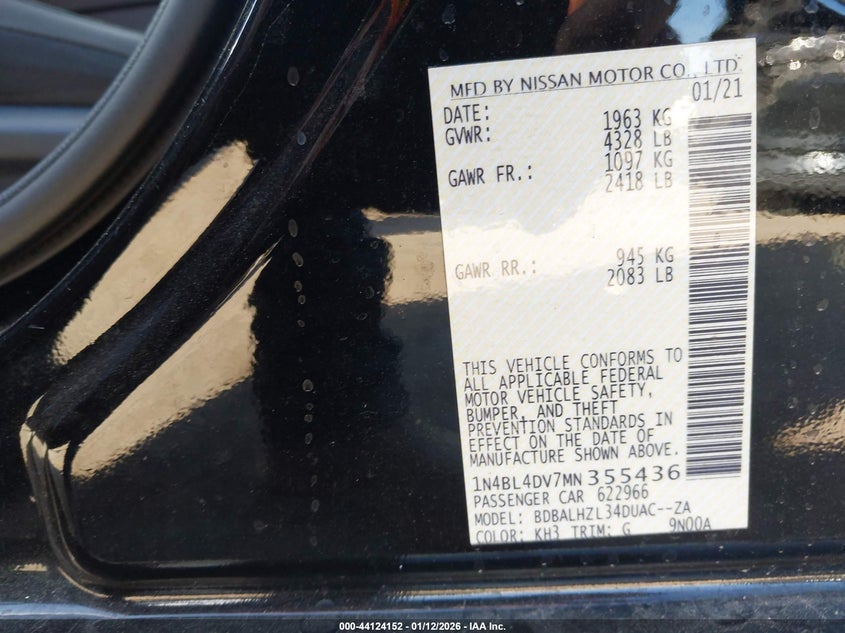 MFD BY NISSAN MOTOR CO., LTD.
DATE: 01/21
GVWR: 1963 KG
4328 LB
GAWR FR.: 1097 KG
2418 LB
GAWR RR.: 945 KG
2083 LB
THIS VEHICLE CONFORMS TO
ALL APPLICABLE FEDERAL
MOTOR VEHICLE SAFETY,
BUMPER, AND THEFT
PREVENTION STANDARDS IN
EFFECT ON THE DATE OF
MANUFACTURE SHOWN ABOVE.
1N4BL4DV7MN355436
PASSENGER CAR 622966
MODEL: BDBALHZL34DUAC--ZA
COLOR: KH3 TRIM: G 9N00A
000-44124152 - 01/12/2026 - IAA Inc.